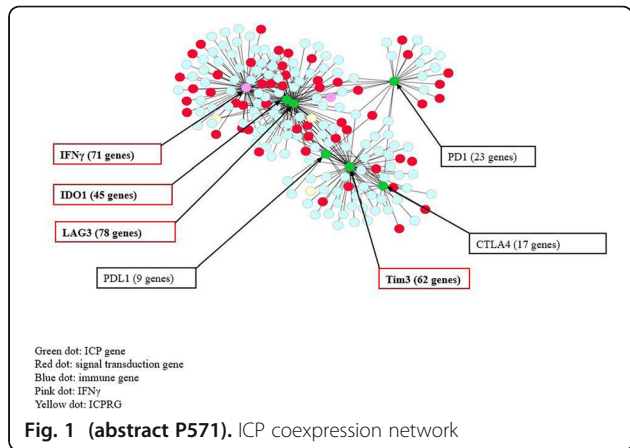 IFNγ (71 genes)
PD1 (23 genes)
IDO1 (45 genes)
LAG3 (78 genes)
CTLA4 (17 genes)
PDL1 (9 genes)
Tim3 (62 genes)
Green dot: ICP gene
Red dot: signal transduction gene
Blue dot: immune gene
Pink dot: IFNγ
Yellow dot: ICPRG
Fig. 1 (abstract P571). ICP coexpression network